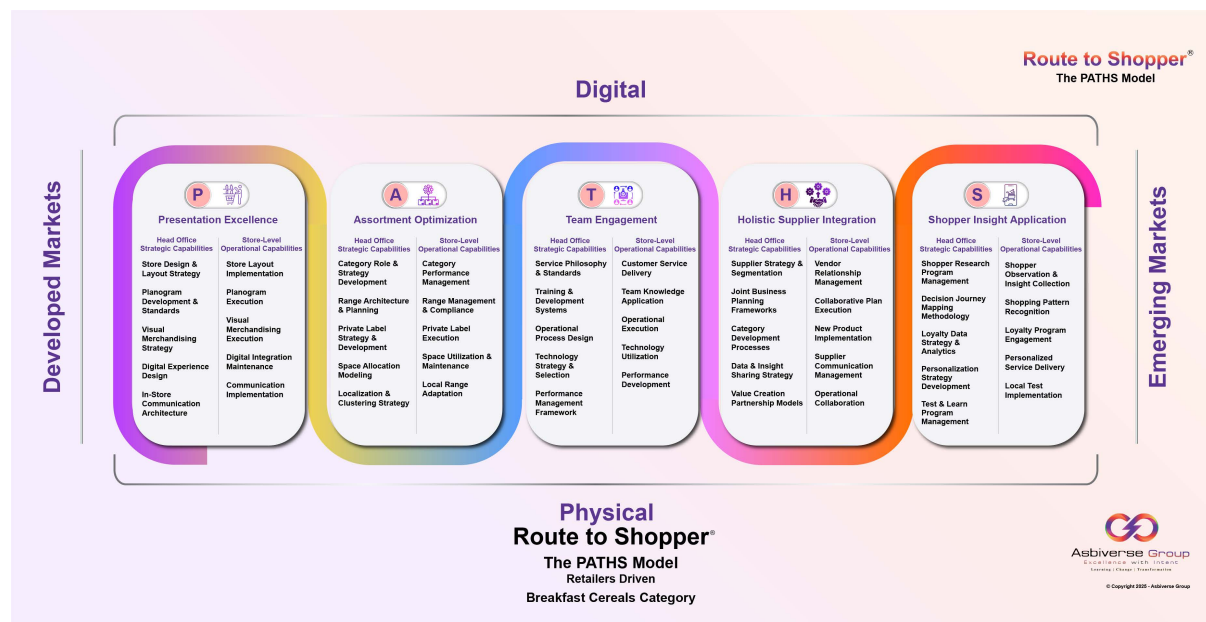 Route to Shopper®
The PATHS Model
Digital
Developed Markets
Emerging Markets
P
Presentation Excellence
Head Office
Strategic Capabilities
Store Design &
Layout Strategy
Planogram
Development &
Standards
Visual
Merchandising
Strategy
Digital Experience
Design
In-Store
Communication
Architecture
Store-Level
Operational Capabilities
Store Layout
Implementation
Planogram
Execution
Visual
Merchandising
Execution
Digital Integration
Maintenance
Communication
Implementation
A
Assortment Optimization
Head Office
Strategic Capabilities
Category Role &
Strategy
Development
Range Architecture
& Planning
Private Label
Strategy &
Development
Space Allocation
Modeling
Localization &
Clustering Strategy
Store-Level
Operational Capabilities
Category
Performance
Management
Range Management
& Compliance
Private Label
Execution
Space Utilization &
Maintenance
Local Range
Adaptation
T
Team Engagement
Head Office
Strategic Capabilities
Service Philosophy
& Standards
Training &
Development
Systems
Operational
Process Design
Technology
Strategy &
Selection
Performance
Management
Framework
Store-Level
Operational Capabilities
Customer Service
Delivery
Team Knowledge
Application
Operational
Execution
Technology
Utilization
Performance
Development
H
Holistic Supplier Integration
Head Office
Strategic Capabilities
Supplier Strategy &
Segmentation
Joint Business
Planning
Frameworks
Category
Development
Processes
Data & Insight
Sharing Strategy
Value Creation
Partnership Models
Store-Level
Operational Capabilities
Vendor
Relationship
Management
Collaborative Plan
Execution
New Product
Implementation
Supplier
Communication
Management
Operational
Collaboration
S
Shopper Insight Application
Head Office
Strategic Capabilities
Shopper Research
Program
Management
Decision Journey
Mapping
Methodology
Loyalty Data
Strategy &
Analytics
Personalization
Strategy
Development
Test & Learn
Program
Management
Store-Level
Operational Capabilities
Shopper
Observation &
Insight Collection
Shopping Pattern
Recognition
Loyalty Program
Engagement
Personalized
Service Delivery
Local Test
Implementation
Physical
Route to Shopper®
The PATHS Model
Retailers Driven
Breakfast Cereals Category
Asbiverse Group
Excellence with Intent
Learning | Change | Transformation
© Copyright 2025 - Asbiverse Group